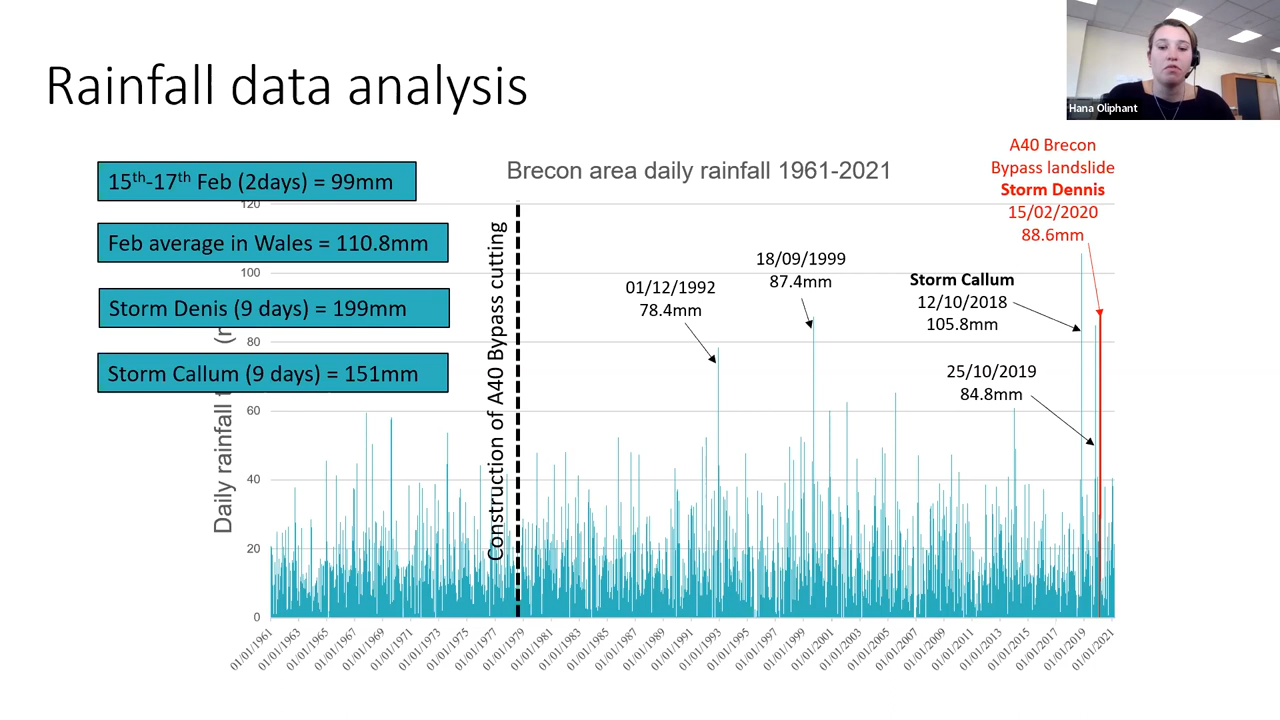 Rainfall data analysis
Hana Oliphant
15th-17th Feb (2days) = 99mm
Feb average in Wales = 110.8mm
Storm Denis (9 days) = 199mm
Storm Callum (9 days) = 151mm
Brecon area daily rainfall 1961-2021
A40 Brecon
Bypass landslide
Storm Dennis
15/02/2020
88.6mm
Construction of A40 Bypass cutting
01/12/1992
78.4mm
18/09/1999
87.4mm
Storm Callum
12/10/2018
105.8mm
25/10/2019
84.8mm
Daily rainfall
120
100
80
60
40
20
0
01/01/1961
01/01/1963
01/01/1965
01/01/1967
01/01/1969
01/01/1971
01/01/1973
01/01/1975
01/01/1977
01/01/1979
01/01/1981
01/01/1983
01/01/1985
01/01/1987
01/01/1989
01/01/1991
01/01/1993
01/01/1995
01/01/1997
01/01/1999
01/01/2001
01/01/2003
01/01/2005
01/01/2007
01/01/2009
01/01/2011
01/01/2013
01/01/2015
01/01/2017
01/01/2019
01/01/2021